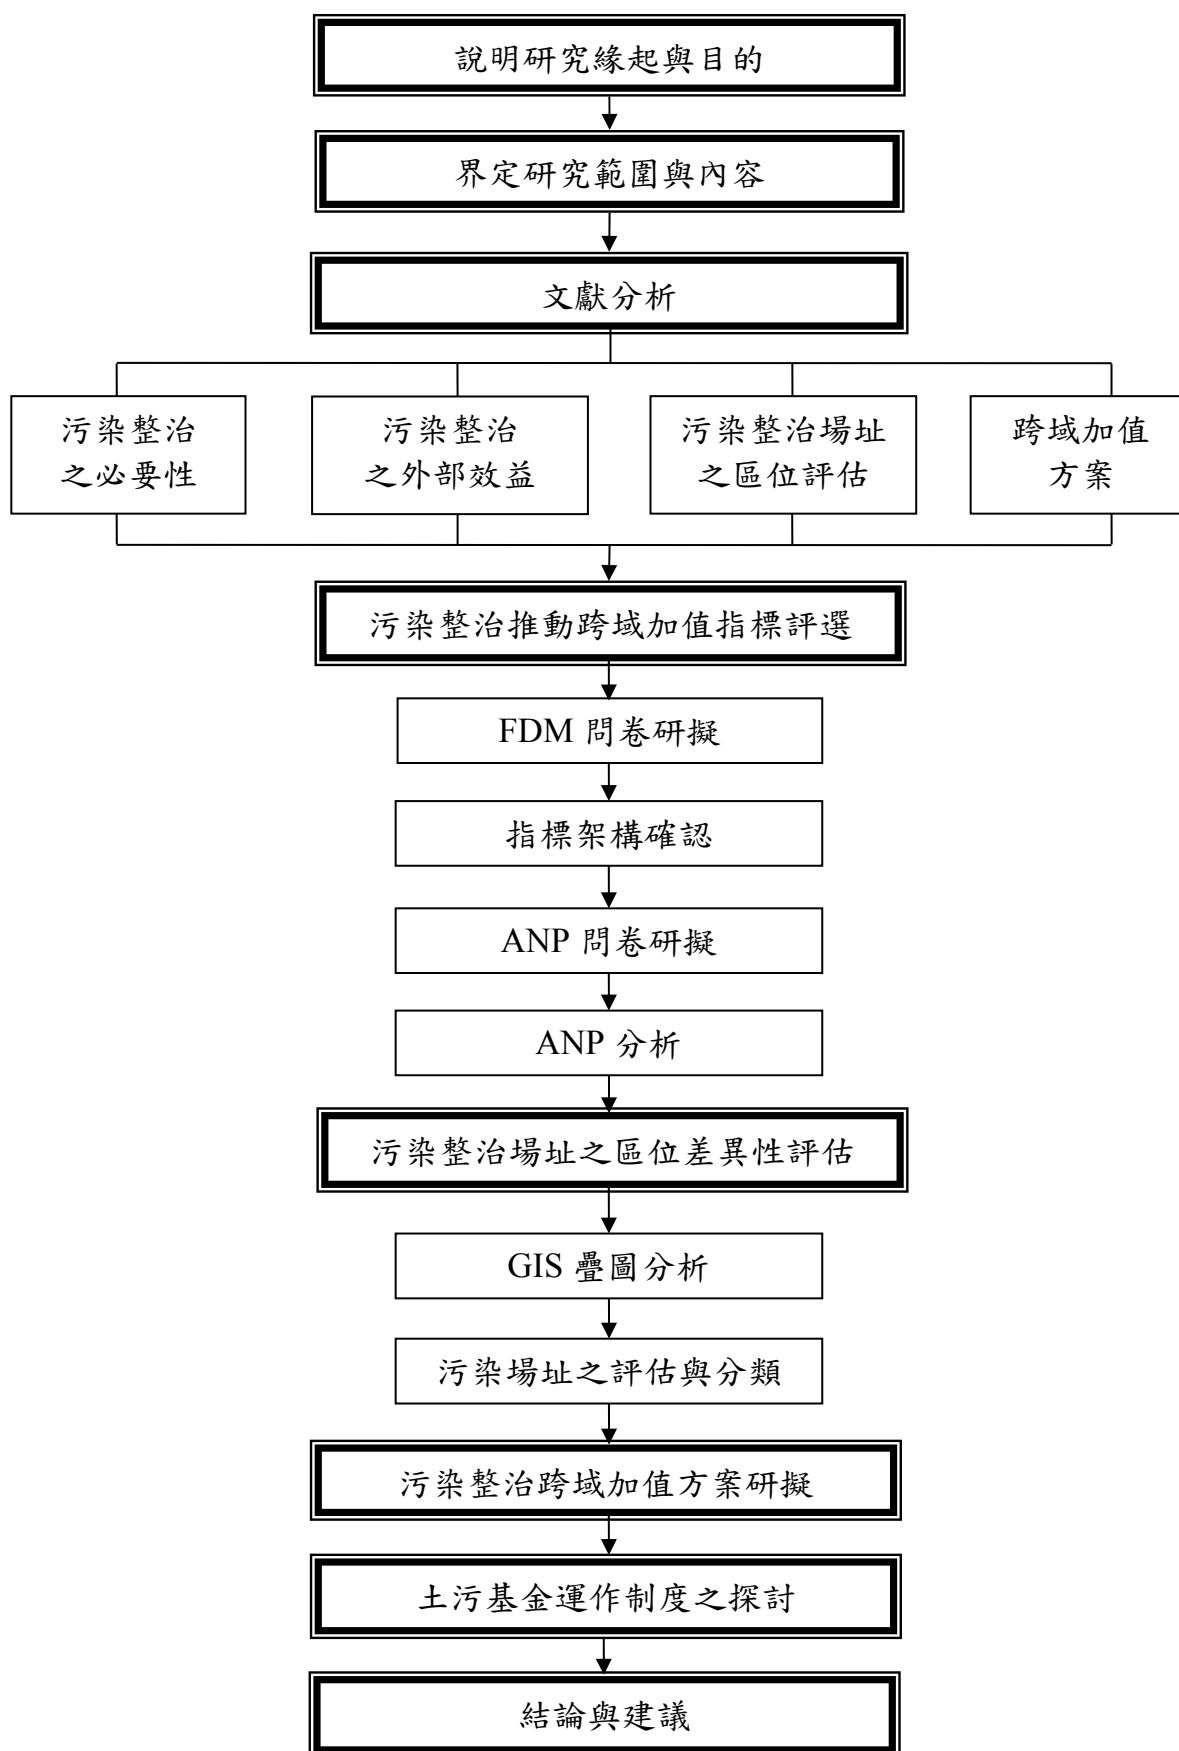 說明研究緣起與目的
界定研究範圍與內容
文獻分析
污染整治
之必要性
污染整治
之外部效益
污染整治場址
之區位評估
跨域加值
方案
污染整治推動跨域加值指標評選
FDM 問卷研擬
指標架構確認
ANP 問卷研擬
ANP 分析
污染整治場址之區位差異性評估
GIS 疊圖分析
污染場址之評估與分類
污染整治跨域加值方案研擬
土污基金運作制度之探討
結論與建議